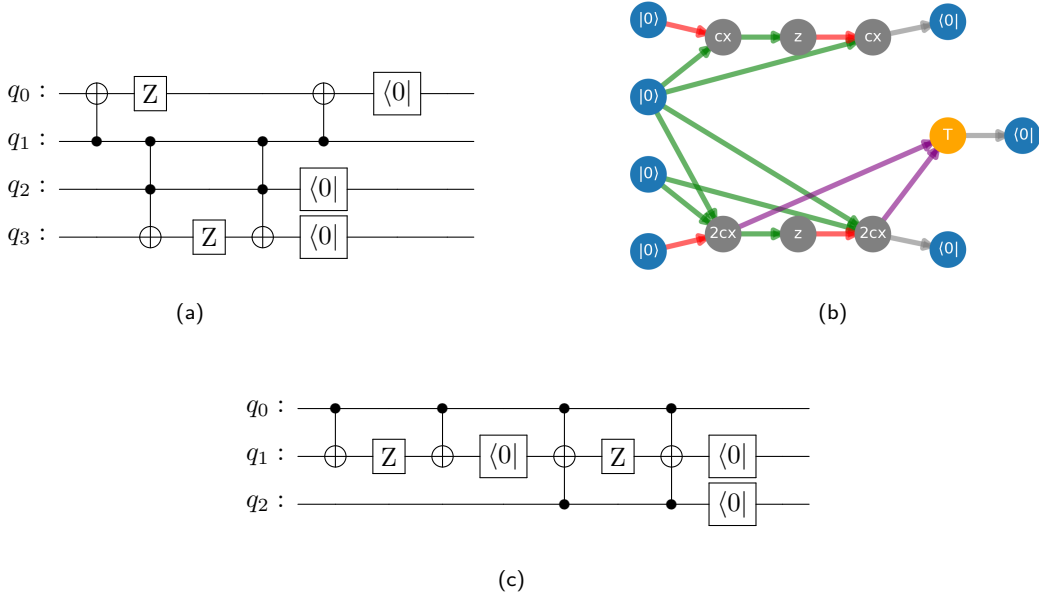 q₀ : Z ⟨0|
q₁ :
q₂ : ⟨0|
q₃ : Z ⟨0|
(a)
|0⟩ cx z cx ⟨0|
|0⟩
T ⟨0|
|0⟩
|0⟩ 2cx z 2cx ⟨0|
(b)
q₀ :
q₁ : Z ⟨0| Z ⟨0|
q₂ : ⟨0|
(c)